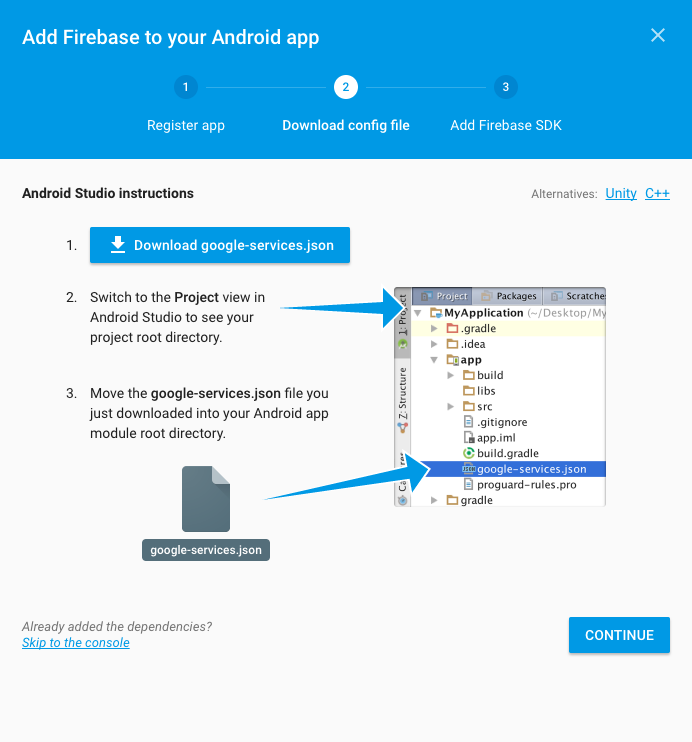 Add Firebase to your Android app
1
2
3
Register app
Download config file
Add Firebase SDK
Android Studio instructions
Alternatives: Unity C++
1. Download google-services.json
2. Switch to the Project view in
Android Studio to see your
project root directory.
3. Move the google-services.json file you
just downloaded into your Android app
module root directory.
google-services.json
1: Project
Z: Structure
Project
Packages
Scratches
MyApplication (~/Desktop/My
.gradle
.idea
app
build
libs
src
.gitignore
app.iml
build.gradle
google-services.json
proguard-rules.pro
gradle
Already added the dependencies?
Skip to the console
CONTINUE